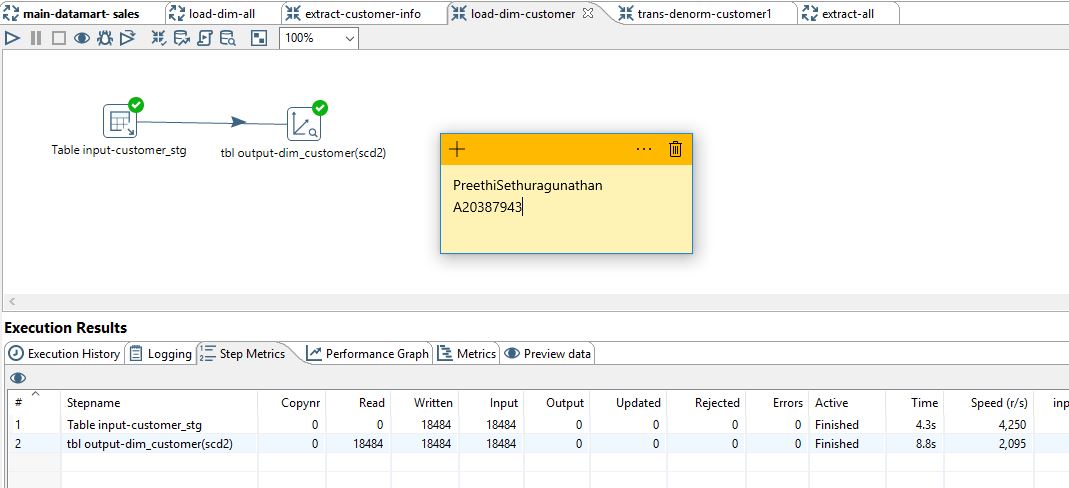 main-datamart- sales load-dim-all extract-customer-info load-dim-customer trans-denorm-customer1 extract-all
100%
Table input-customer_stg tbl output-dim_customer(scd2)
PreethiSethuragunathan
A20387943
Execution Results
Execution History Logging Step Metrics Performance Graph Metrics Preview data
# Stepname Copynr Read Written Input Output Updated Rejected Errors Active Time Speed (r/s) inp
1 Table input-customer_stg 0 0 18484 18484 0 0 0 0 Finished 4.3s 4,250
2 tbl output-dim_customer(scd2) 0 18484 18484 18484 0 0 0 0 Finished 8.8s 2,095